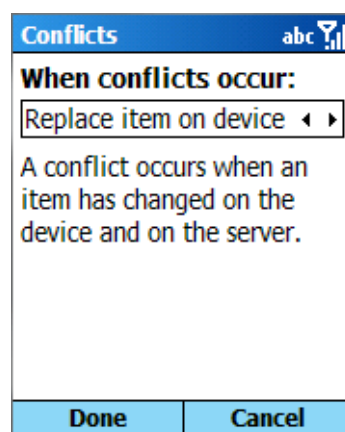 Conflicts abc
When conflicts occur:
Replace item on device
A conflict occurs when an
item has changed on the
device and on the server.
Done Cancel